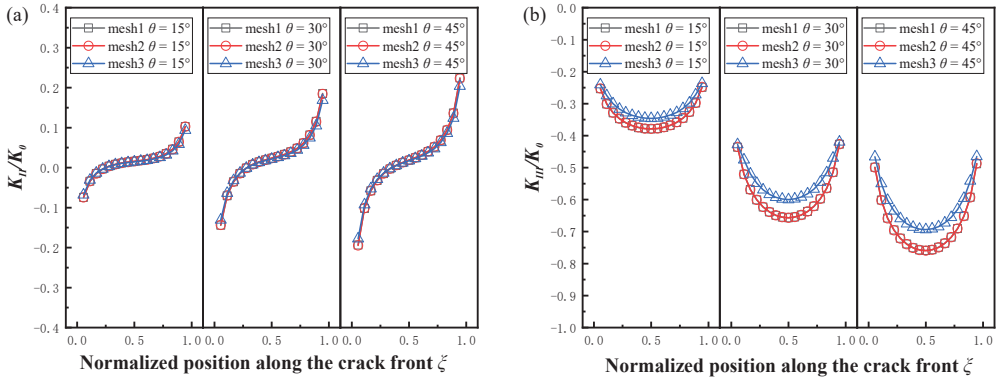 (a)
K_II/K_0
0.4
0.3
0.2
0.1
0.0
−0.1
−0.2
−0.3
−0.4
mesh1 θ = 15°
mesh2 θ = 15°
mesh3 θ = 15°
mesh1 θ = 30°
mesh2 θ = 30°
mesh3 θ = 30°
mesh1 θ = 45°
mesh2 θ = 45°
mesh3 θ = 45°
0.0 0.5 1.0 0.0 0.5 1.0 0.0 0.5 1.0
Normalized position along the crack front ξ
(b)
K_III/K_0
−0.0
−0.1
−0.2
−0.3
−0.4
−0.5
−0.6
−0.7
−0.8
−0.9
−1.0
mesh1 θ = 15°
mesh2 θ = 15°
mesh3 θ = 15°
mesh1 θ = 30°
mesh2 θ = 30°
mesh3 θ = 30°
mesh1 θ = 45°
mesh2 θ = 45°
mesh3 θ = 45°
0.0 0.5 1.0 0.0 0.5 1.0 0.0 0.5 1.0
Normalized position along the crack front ξ